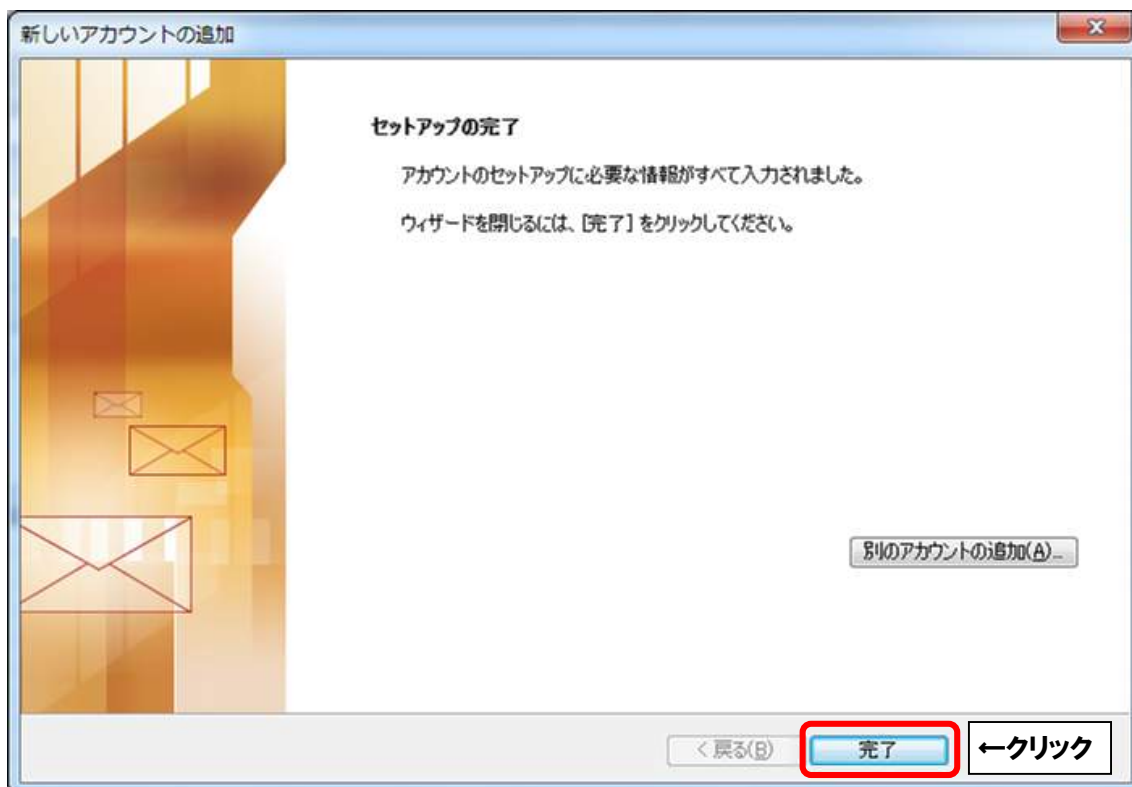 新しいアカウントの追加
セットアップの完了
アカウントのセットアップに必要な情報がすべて入力されました。
ウィザードを閉じるには、[完了] をクリックしてください。
別のアカウントの追加(A)...
< 戻る(B)
完了
←クリック